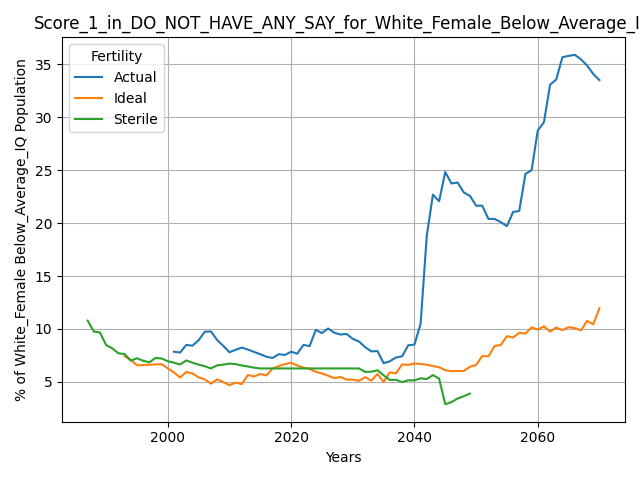 Score_1_in_DO_NOT_HAVE_ANY_SAY_for_White_Female_Below_Average_I
Fertility
Actual
Ideal
Sterile
% of White_Female Below_Average_IQ Population
35
30
25
20
15
10
5
2000
2020
2040
2060
Years